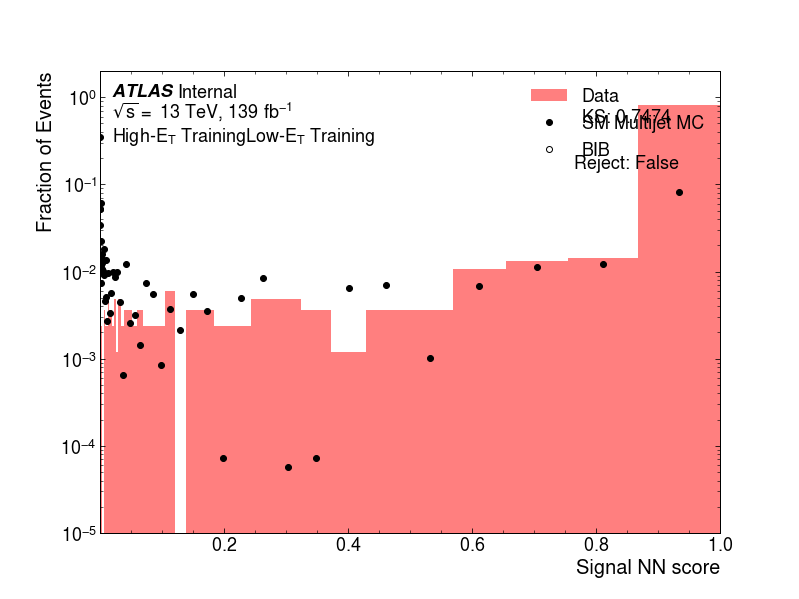 Fraction of Events
10⁰
10⁻¹
10⁻²
10⁻³
10⁻⁴
10⁻⁵
ATLAS Internal
√s = 13 TeV, 139 fb⁻¹
High-E_T TrainingLow-E_T Training
Data
KS: 0.7474
SM Multijet MC
BIB
Reject: False
0.2 0.4 0.6 0.8 1.0
Signal NN score